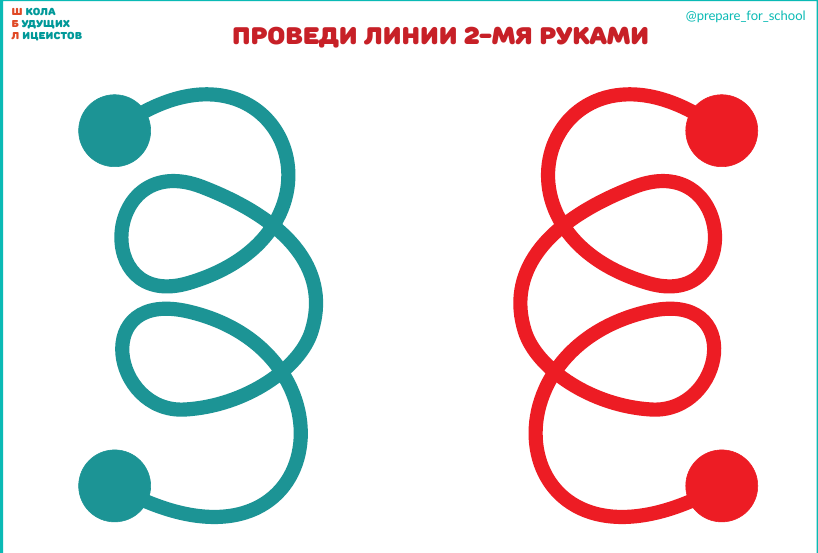 Ш КОЛА
Б УДУЩИХ
Л ИЦЕИСТОВ
@prepare_for_school
ПРОВЕДИ ЛИНИИ 2-МЯ РУКАМИ